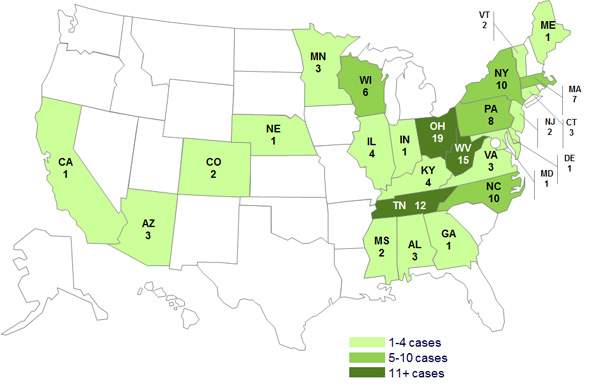 VT
2
ME
1
MN
3
WI
6
NY
10
MA
7
PA
8
NJ
2
CT
3
NE
1
OH
19
IL
4
IN
1
WV
15
DE
1
CA
1
CO
2
VA
3
MD
1
KY
4
NC
10
TN 12
AZ
3
MS
2
AL
3
GA
1
1-4 cases
5-10 cases
11+ cases